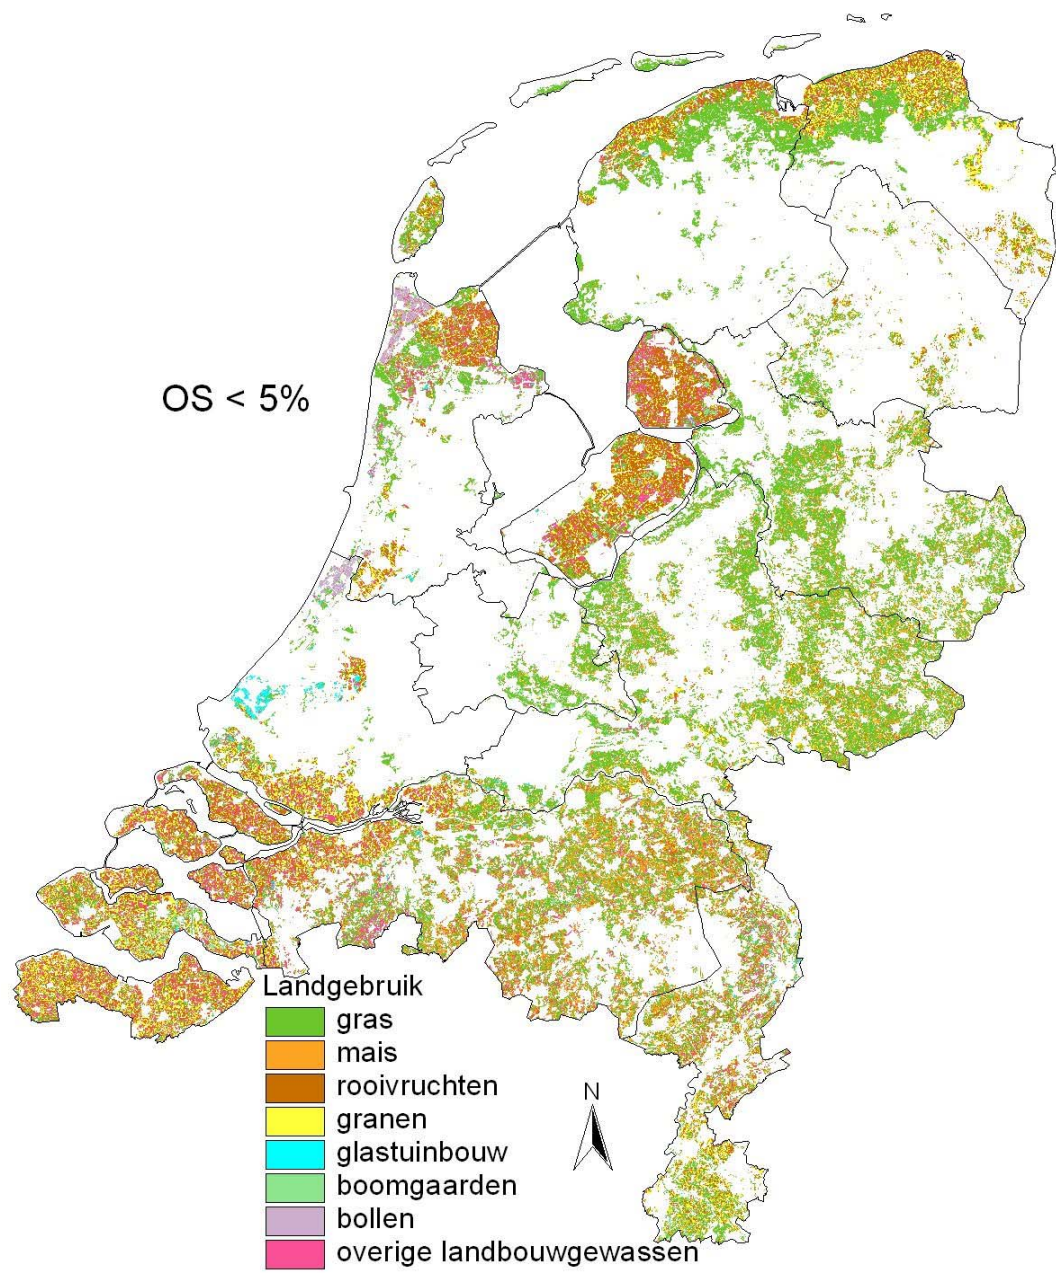 OS < 5%
Landgebruik
gras
mais
rooivruchten
granen
glastuinbouw
boomgaarden
bollen
overige landbouwgewassen
N